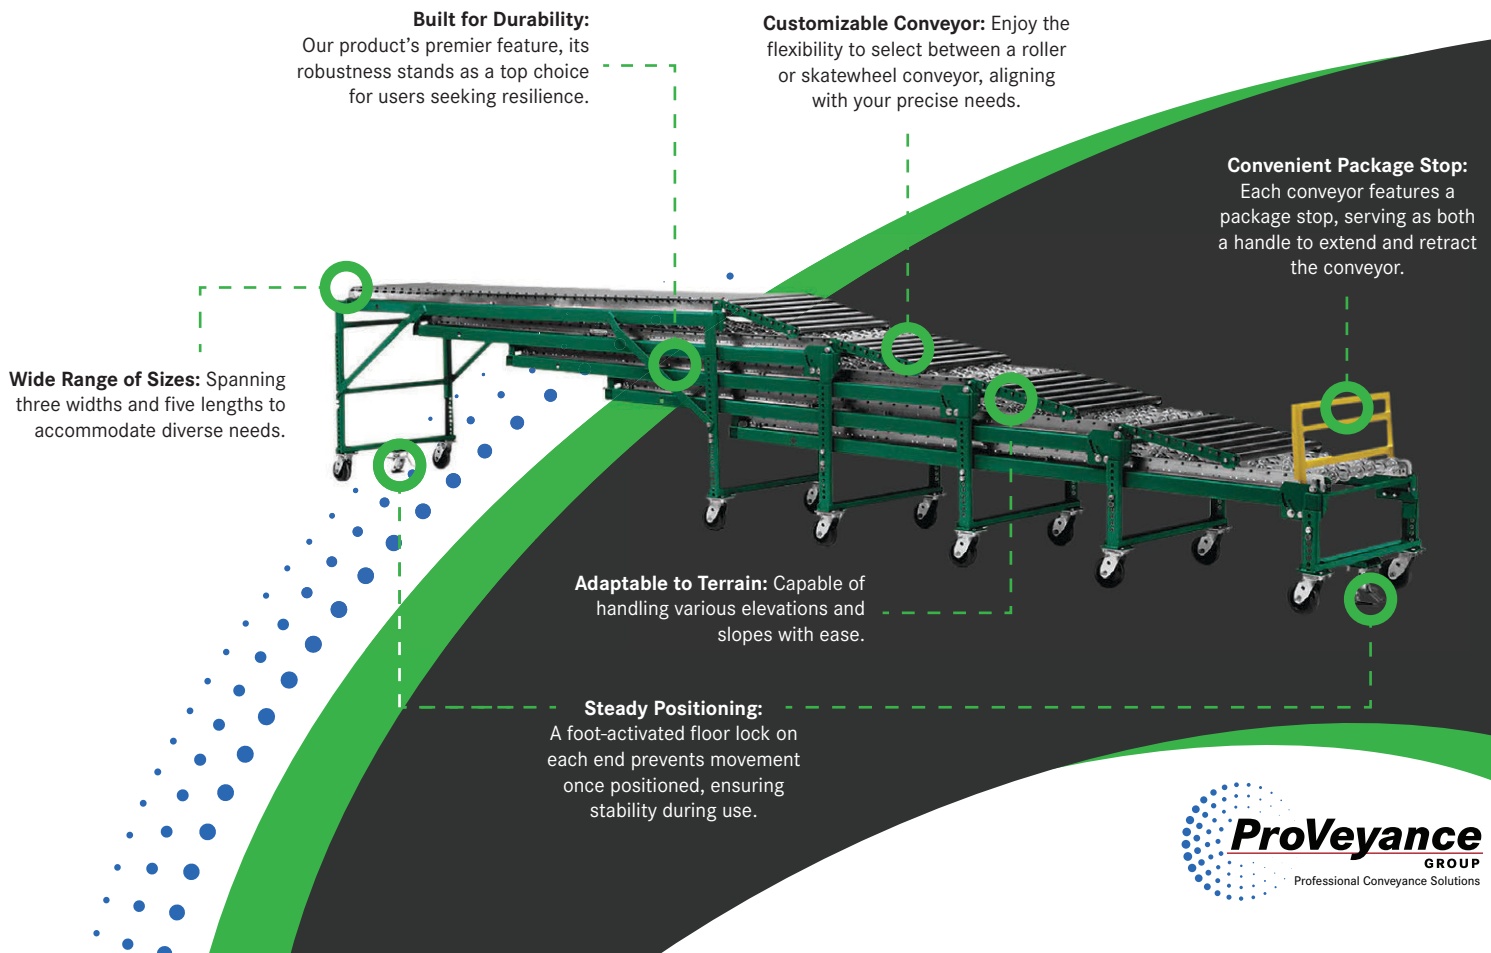 Built for Durability:
Our product's premier feature, its
robustness stands as a top choice
for users seeking resilience.
Customizable Conveyor: Enjoy the
flexibility to select between a roller
or skatewheel conveyor, aligning
with your precise needs.
Convenient Package Stop:
Each conveyor features a
package stop, serving as both
a handle to extend and retract
the conveyor.
Wide Range of Sizes: Spanning
three widths and five lengths to
accommodate diverse needs.
Adaptable to Terrain: Capable of
handling various elevations and
slopes with ease.
Steady Positioning:
A foot-activated floor lock on
each end prevents movement
once positioned, ensuring
stability during use.
ProVeyance
GROUP
Professional Conveyance Solutions